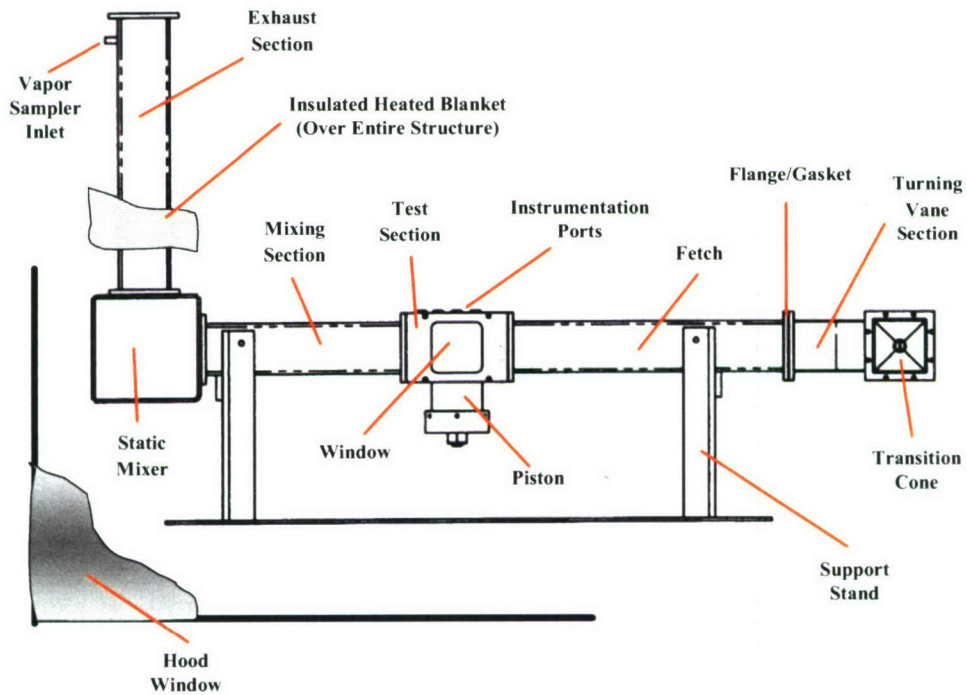 Exhaust
Section
Vapor
Sampler
Inlet
Insulated Heated Blanket
(Over Entire Structure)
Flange/Gasket
Turning
Vane
Section
Test
Section
Instrumentation
Ports
Mixing
Section
Fetch
Static
Mixer
Window
Piston
Transition
Cone
Support
Stand
Hood
Window